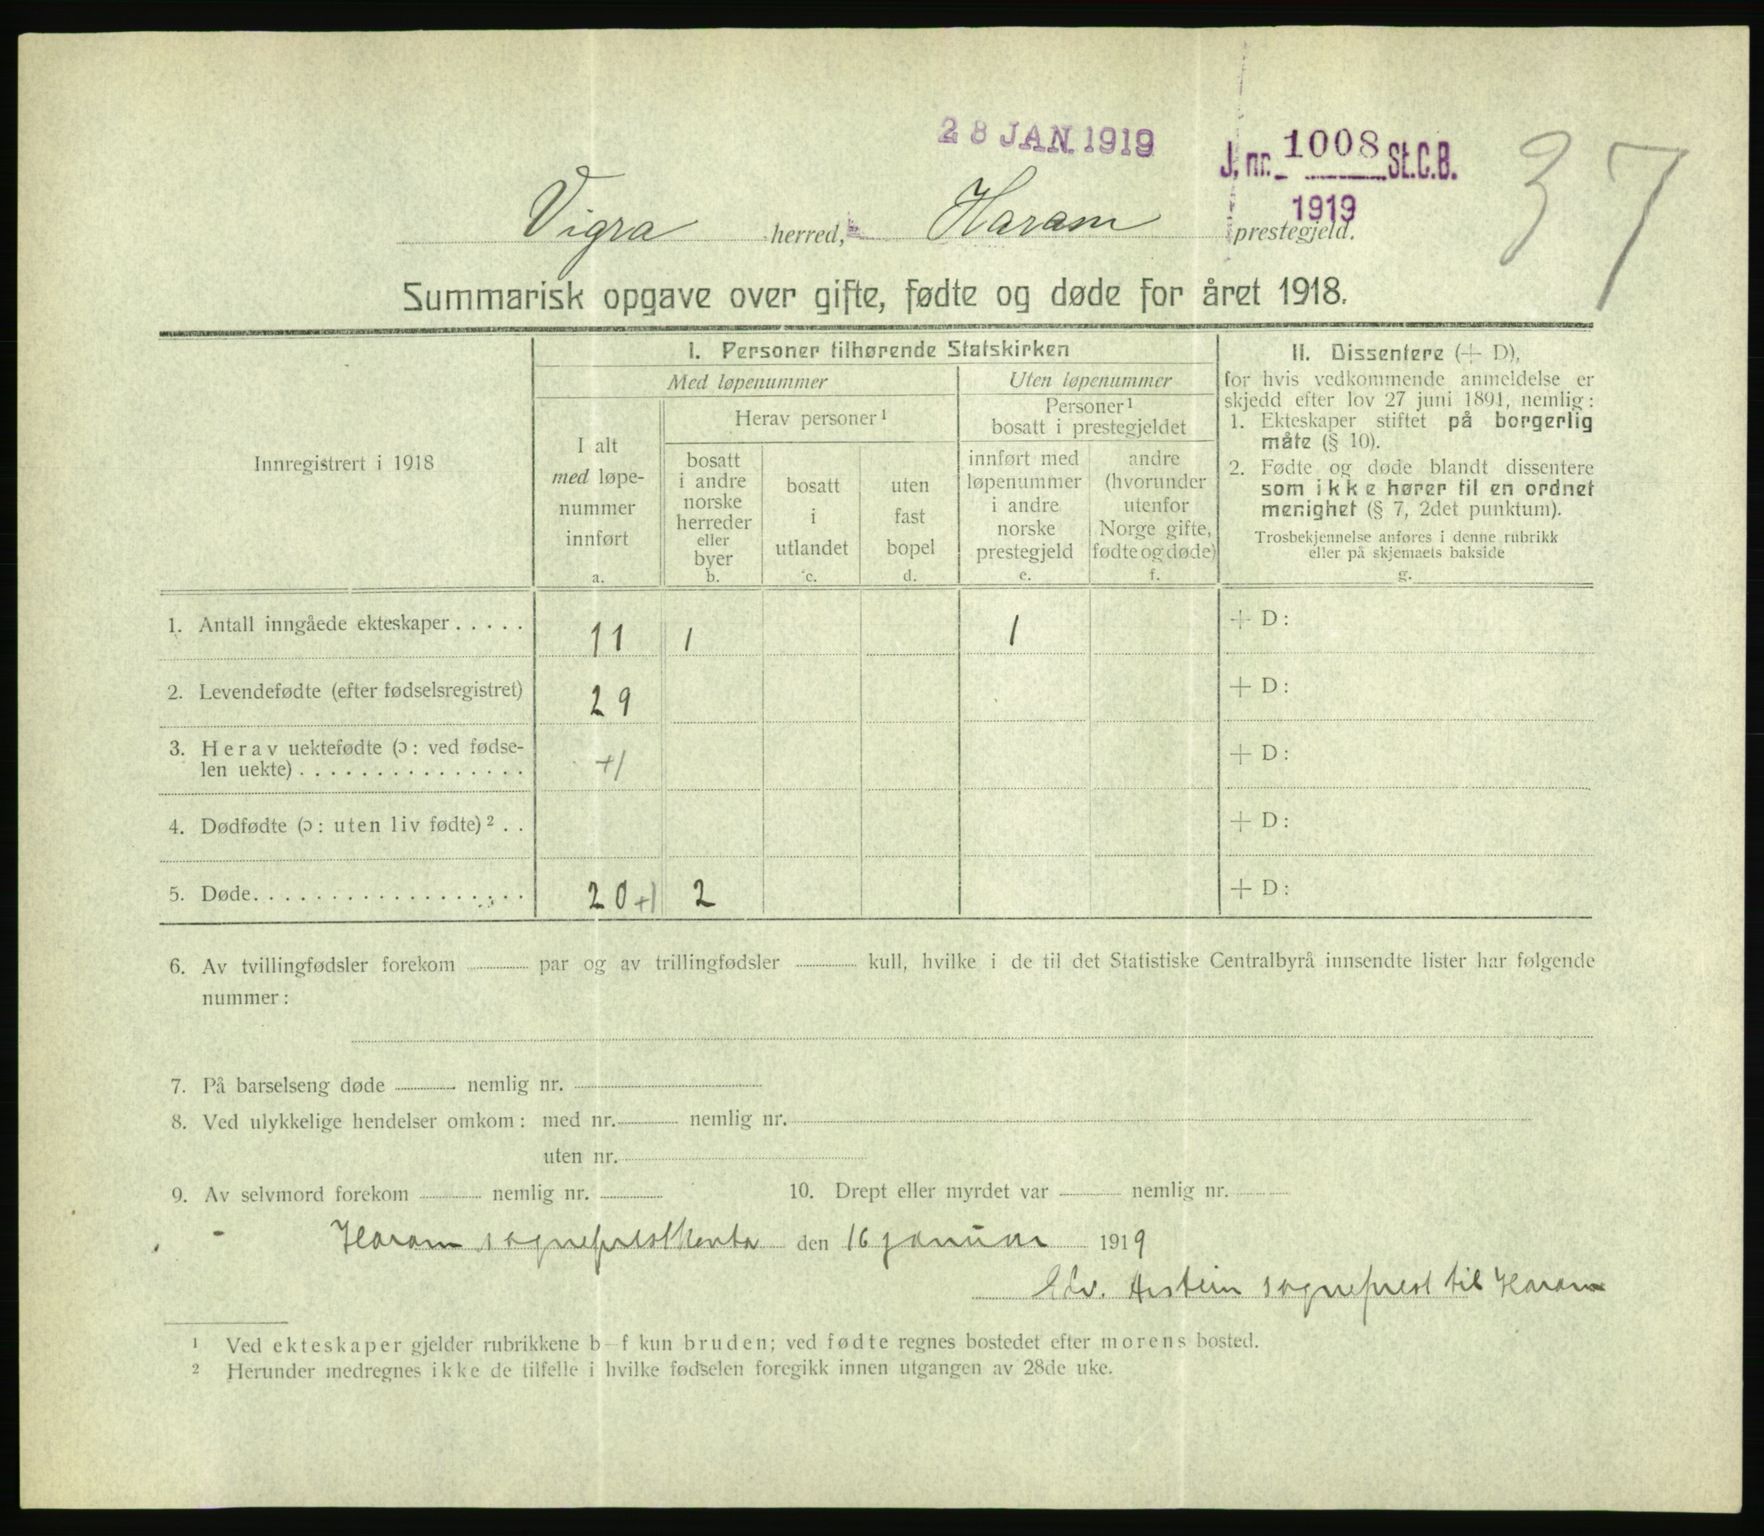 28 JAN. 1919
J. nr. 1008 St.C.B.
1919
37
Vigra herred, Haram prestegjeld.
Summarisk opgave over gifte, fødte og døde for året 1918.
Innregistrert i 1918
I. Personer tilhørende Statskirken
Med løpenummer
Uten løpenummer
I alt
med løpe-
nummer
innført
a.
Herav personer ¹
bosatt
i andre
norske
herreder
eller
byer
b.
bosatt
i
utlandet
c.
uten
fast
bopel
d.
Personer ¹
bosatt i prestegjeldet
innført med
løpenummer
i andre
norske
prestegjeld
e.
andre
(hvorunder
utenfor
Norge gifte,
fødte og døde)
f.
II. Dissentere (+ D),
for hvis vedkommende anmeldelse er
skjedd efter lov 27 juni 1891, nemlig:
1. Ekteskaper stiftet på borgerlig
måte (§ 10).
2. Fødte og døde blandt dissentere
som ikke hører til en ordnet
menighet (§ 7, 2det punktum).
Trosbekjennelse anføres i denne rubrikk
eller på skjemaets bakside
g.
1. Antall inngåede ekteskaper . . . . . 11 1 1 + D:
2. Levendefødte (efter fødselsregistret) 29 + D:
3. Herav uektefødte (ɔ: ved fødse-
len uekte) . . . . . . . . . . . . . . . +1 + D:
4. Dødfødte (ɔ: uten liv fødte) ² . . + D:
5. Døde. . . . . . . . . . . . . . . . . . 20 +1 2 + D:
6. Av tvillingfødsler forekom ........ par og av trillingfødsler ........ kull, hvilke i de til det Statistiske Centralbyrå innsendte lister har følgende
nummer:
7. På barselseng døde ........ nemlig nr. ........
8. Ved ulykkelige hendelser omkom: med nr. ........ nemlig nr. ........
uten nr. ........
9. Av selvmord forekom ........ nemlig nr. ........ 10. Drept eller myrdet var ........ nemlig nr. ........
Haram sogneprestkontor den 16 januar 1919
Edv. Arstein sogneprest til Haram
¹ Ved ekteskaper gjelder rubrikkene b–f kun bruden; ved fødte regnes bostedet efter morens bosted.
² Herunder medregnes ikke de tilfelle i hvilke fødselen foregikk innen utgangen av 28de uke.